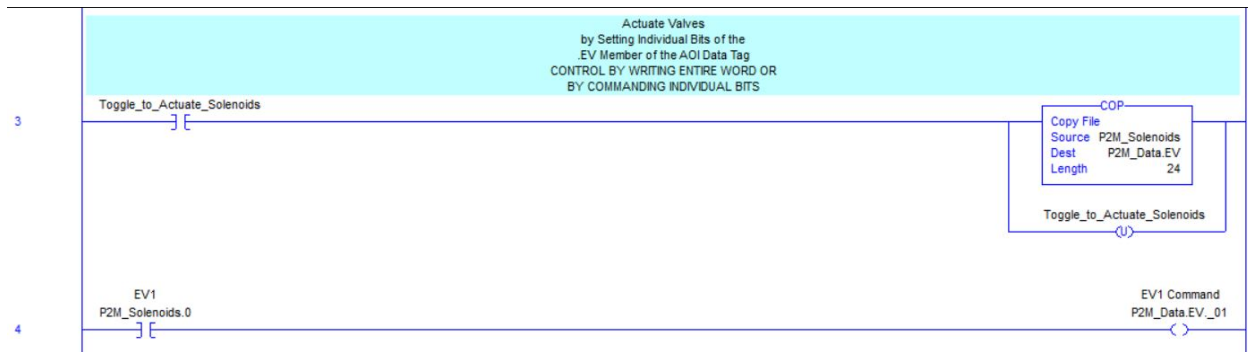 Actuate Valves
by Setting Individual Bits of the
.EV Member of the AOI Data Tag
CONTROL BY WRITING ENTIRE WORD OR
BY COMMANDING INDIVIDUAL BITS
3
Toggle_to_Actuate_Solenoids
COP
Copy File
Source P2M_Solenoids
Dest P2M_Data.EV
Length 24
Toggle_to_Actuate_Solenoids
U
4
EV1
P2M_Solenoids.0
EV1 Command
P2M_Data.EV._01